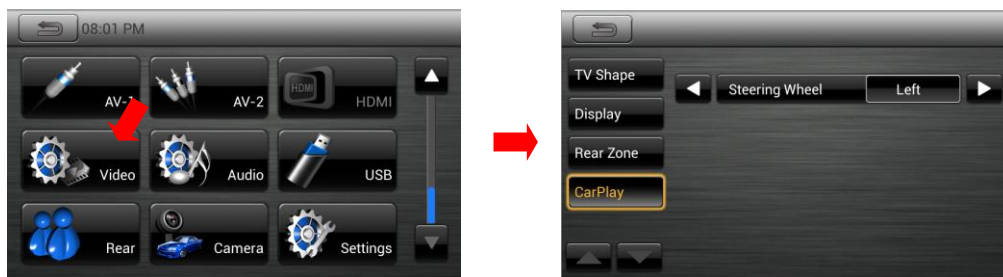 08:01 PM
AV-1
AV-2
HDMI
HDMI
Video
Audio
USB
Rear
Camera
Settings
TV Shape
Display
Rear Zone
CarPlay
Steering Wheel Left